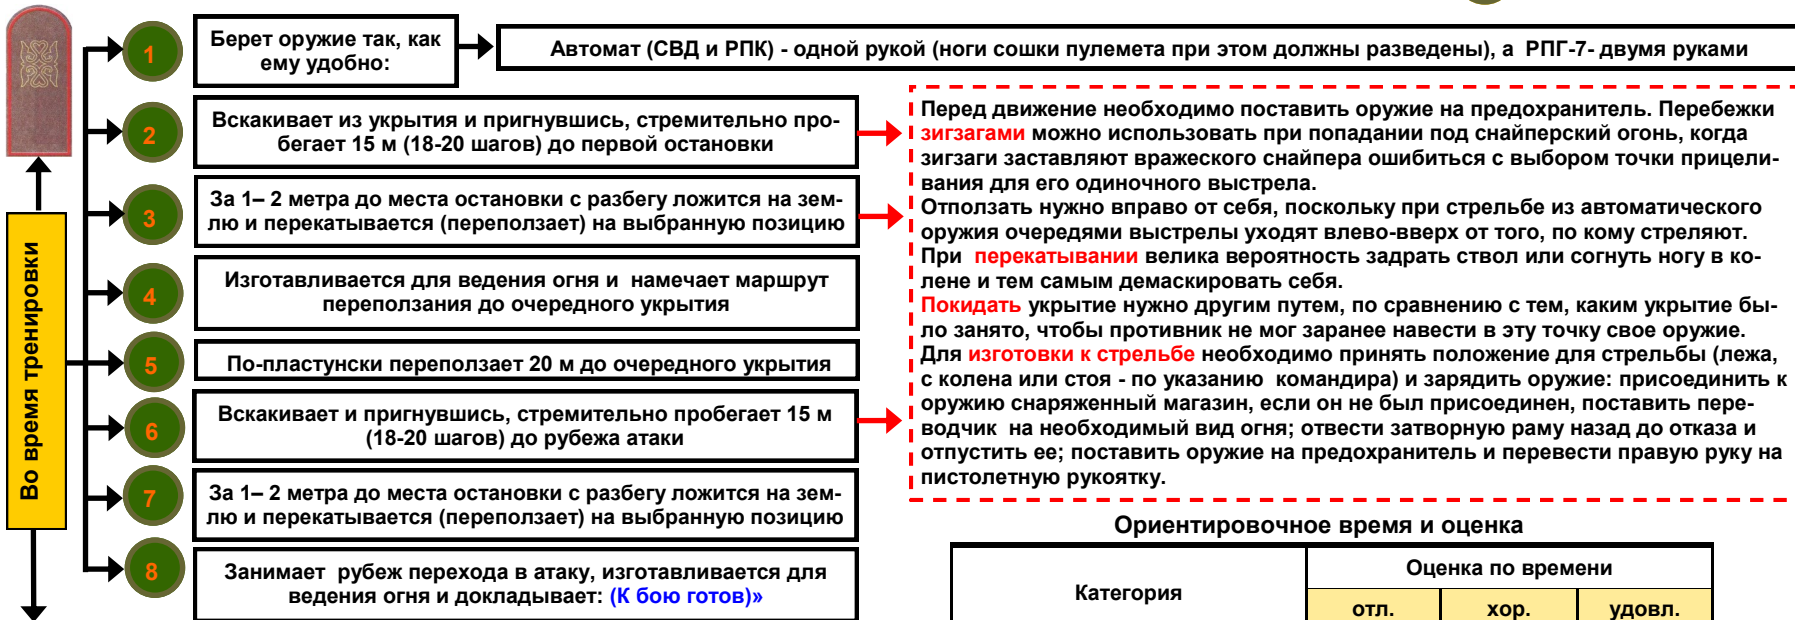 Во время тренировки
1
Берет оружие так, как
ему удобно:
Автомат (СВД и РПК) - одной рукой (ноги сошки пулемета при этом должны разведены), а РПГ-7- двумя руками
2
Вскакивает из укрытия и пригнувшись, стремительно про-
бегает 15 м (18-20 шагов) до первой остановки
3
За 1– 2 метра до места остановки с разбегу ложится на зем-
лю и перекатывается (переползает) на выбранную позицию
4
Изготавливается для ведения огня и намечает маршрут
переползания до очередного укрытия
5
По-пластунски переползает 20 м до очередного укрытия
6
Вскакивает и пригнувшись, стремительно пробегает 15 м
(18-20 шагов) до рубежа атаки
7
За 1– 2 метра до места остановки с разбегу ложится на зем-
лю и перекатывается (переползает) на выбранную позицию
8
Занимает рубеж перехода в атаку, изготавливается для
ведения огня и докладывает: (К бою готов)»
Перед движение необходимо поставить оружие на предохранитель. Перебежки
зигзагами можно использовать при попадании под снайперский огонь, когда
зигзаги заставляют вражеского снайпера ошибиться с выбором точки прицели-
вания для его одиночного выстрела.
Отползать нужно вправо от себя, поскольку при стрельбе из автоматического
оружия очередями выстрелы уходят влево-вверх от того, по кому стреляют.
При перекатывании велика вероятность задрать ствол или согнуть ногу в ко-
лене и тем самым демаскировать себя.
Покидать укрытие нужно другим путем, по сравнению с тем, каким укрытие бы-
ло занято, чтобы противник не мог заранее навести в эту точку свое оружие.
Для изготовки к стрельбе необходимо принять положение для стрельбы (лежа,
с колена или стоя - по указанию командира) и зарядить оружие: присоединить к
оружию снаряженный магазин, если он не был присоединен, поставить пере-
водчик на необходимый вид огня; отвести затворную раму назад до отказа и
отпустить ее; поставить оружие на предохранитель и перевести правую руку на
пистолетную рукоятку.
Ориентировочное время и оценка
Категория
Оценка по времени
отл.
хор.
удовл.